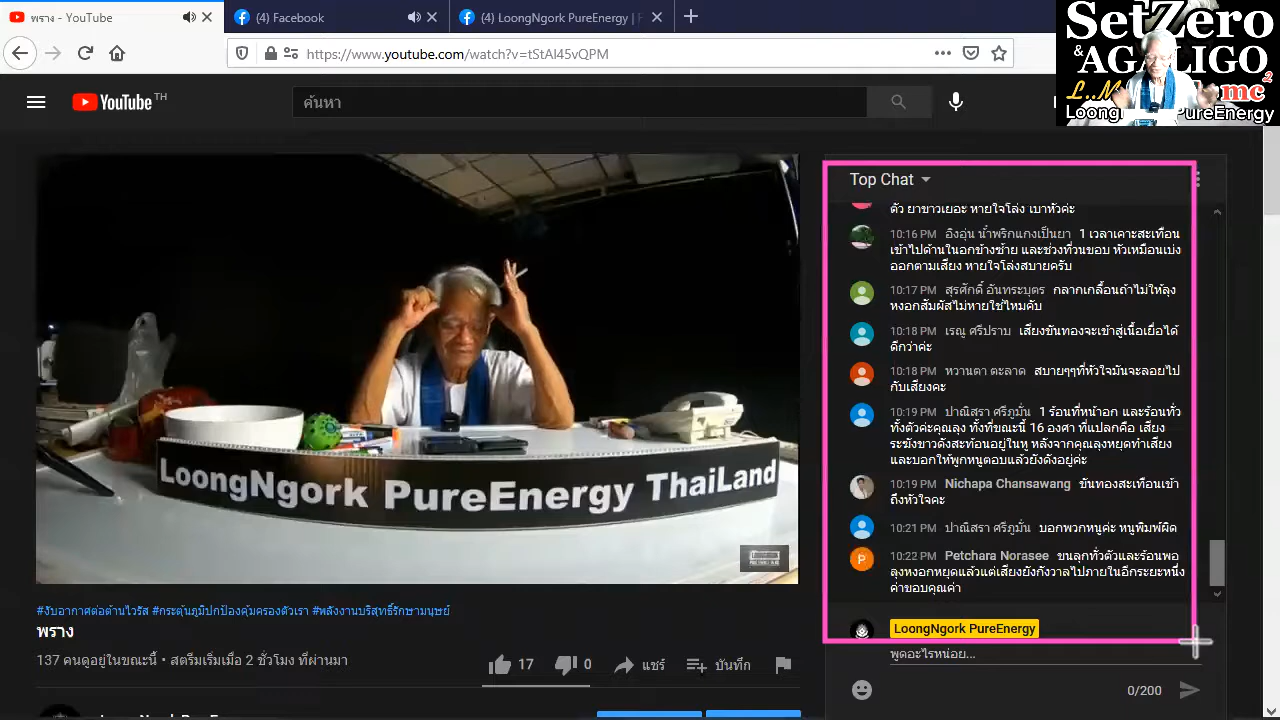 พราง - YouTube
(4) Facebook
(4) LoongNgork PureEnergy | F
https://www.youtube.com/watch?v=tStAI45vQPM
SetZero
& AGALIGO
mc²
PureEnergy
YouTube TH
ค้นหา
LoongNgork PureEnergy ThaiLand
Top Chat
ตัว ยาขาวเยอะ หายใจโล่ง เบาหัวค่ะ
10:16 PM อิงอุ่น น้ำพริกแกงเป็นยา 1 เวลาเคาะสะเทือน
เข้าไปด้านในอกข้างซ้าย และช่วงที่วนขอบ หัวเหมือนเบ่ง
ออกตามเสียง หายใจโล่งสบายครับ
10:17 PM สุรศักดิ์ อันทระบุตร กลากเกลื้อนถ้าไม่ให้ลุง
หงอกสัมผัสไม่หายใช่ไหมคับ
10:18 PM เรณู ศรีปราบ เสียงขันทองจะเข้าสู่เนื้อเยื่อได้
ดีกว่าค่ะ
10:18 PM หวานตา ตะลาด สบายๆๆที่หัวใจมันจะลอยไป
กับเสียงคะ
10:19 PM ปาณิสรา ศรีภูมั่น 1 ร้อนที่หน้าอก และร้อนทั่ว
ทั้งตัวค่ะคุณลุง ทั้งที่ขณะนี้ 16 องศา ที่แปลกคือ เสียง
ระฆังขาวดังสะท้อนอยู่ในห หลังจากคุณลุงหยุดทำเสียง
และบอกให้พูกหนูตอบแล้วยังดังอยู่ค่ะ
10:19 PM Nichapa Chansawang ขันทองสะเทือนเข้า
ถึงหัวใจคะ
10:21 PM ปาณิสรา ศรีภูมั่น บอกพวกหนูค่ะ หนูพิมพ์ผิด
10:22 PM Petchara Norasee ขนลุกทั่วตัวและร้อนพอ
ลุงหงอกหยุดแล้วแต่เสียงยังกังวาลไปภายในอีกระยะหนึ่ง
ค่าขอบคุณค่า
LoongNgork PureEnergy
พูดอะไรหน่อย...
0/200
#งับอากาศต่อต้านไวรัส #กระตุ้นภูมิปกป้องคุ้มครองตัวเรา #พลังงานบริสุทธิ์รักษามนุษย์
พราง
137 คนดูอยู่ในขณะนี้ • สตรีมเริ่มเมื่อ 2 ชั่วโมง ที่ผ่านมา
17
0
แชร์
บันทึก